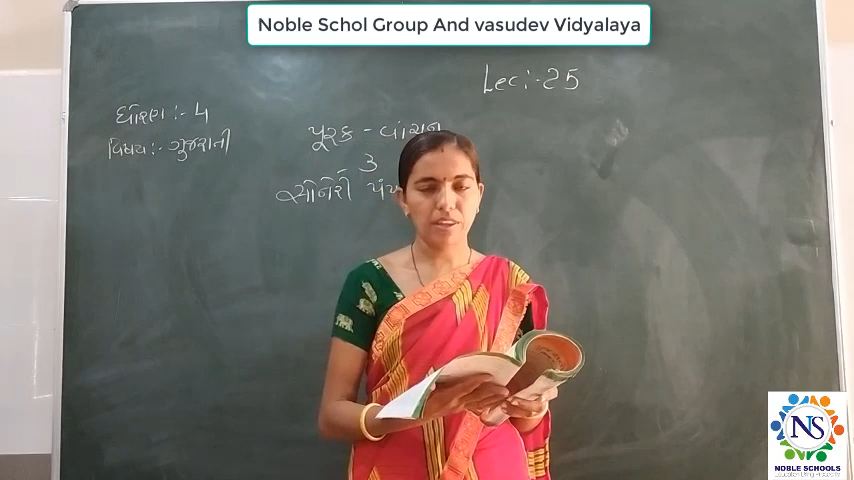 Noble Schol Group And vasudev Vidyalaya
Lec:-25
ધોરણ :- 4
વિષય :- ગુજરાતી
પૂરક - વાંચન
3
સોનેરી
NS
NOBLE SCHOOLS